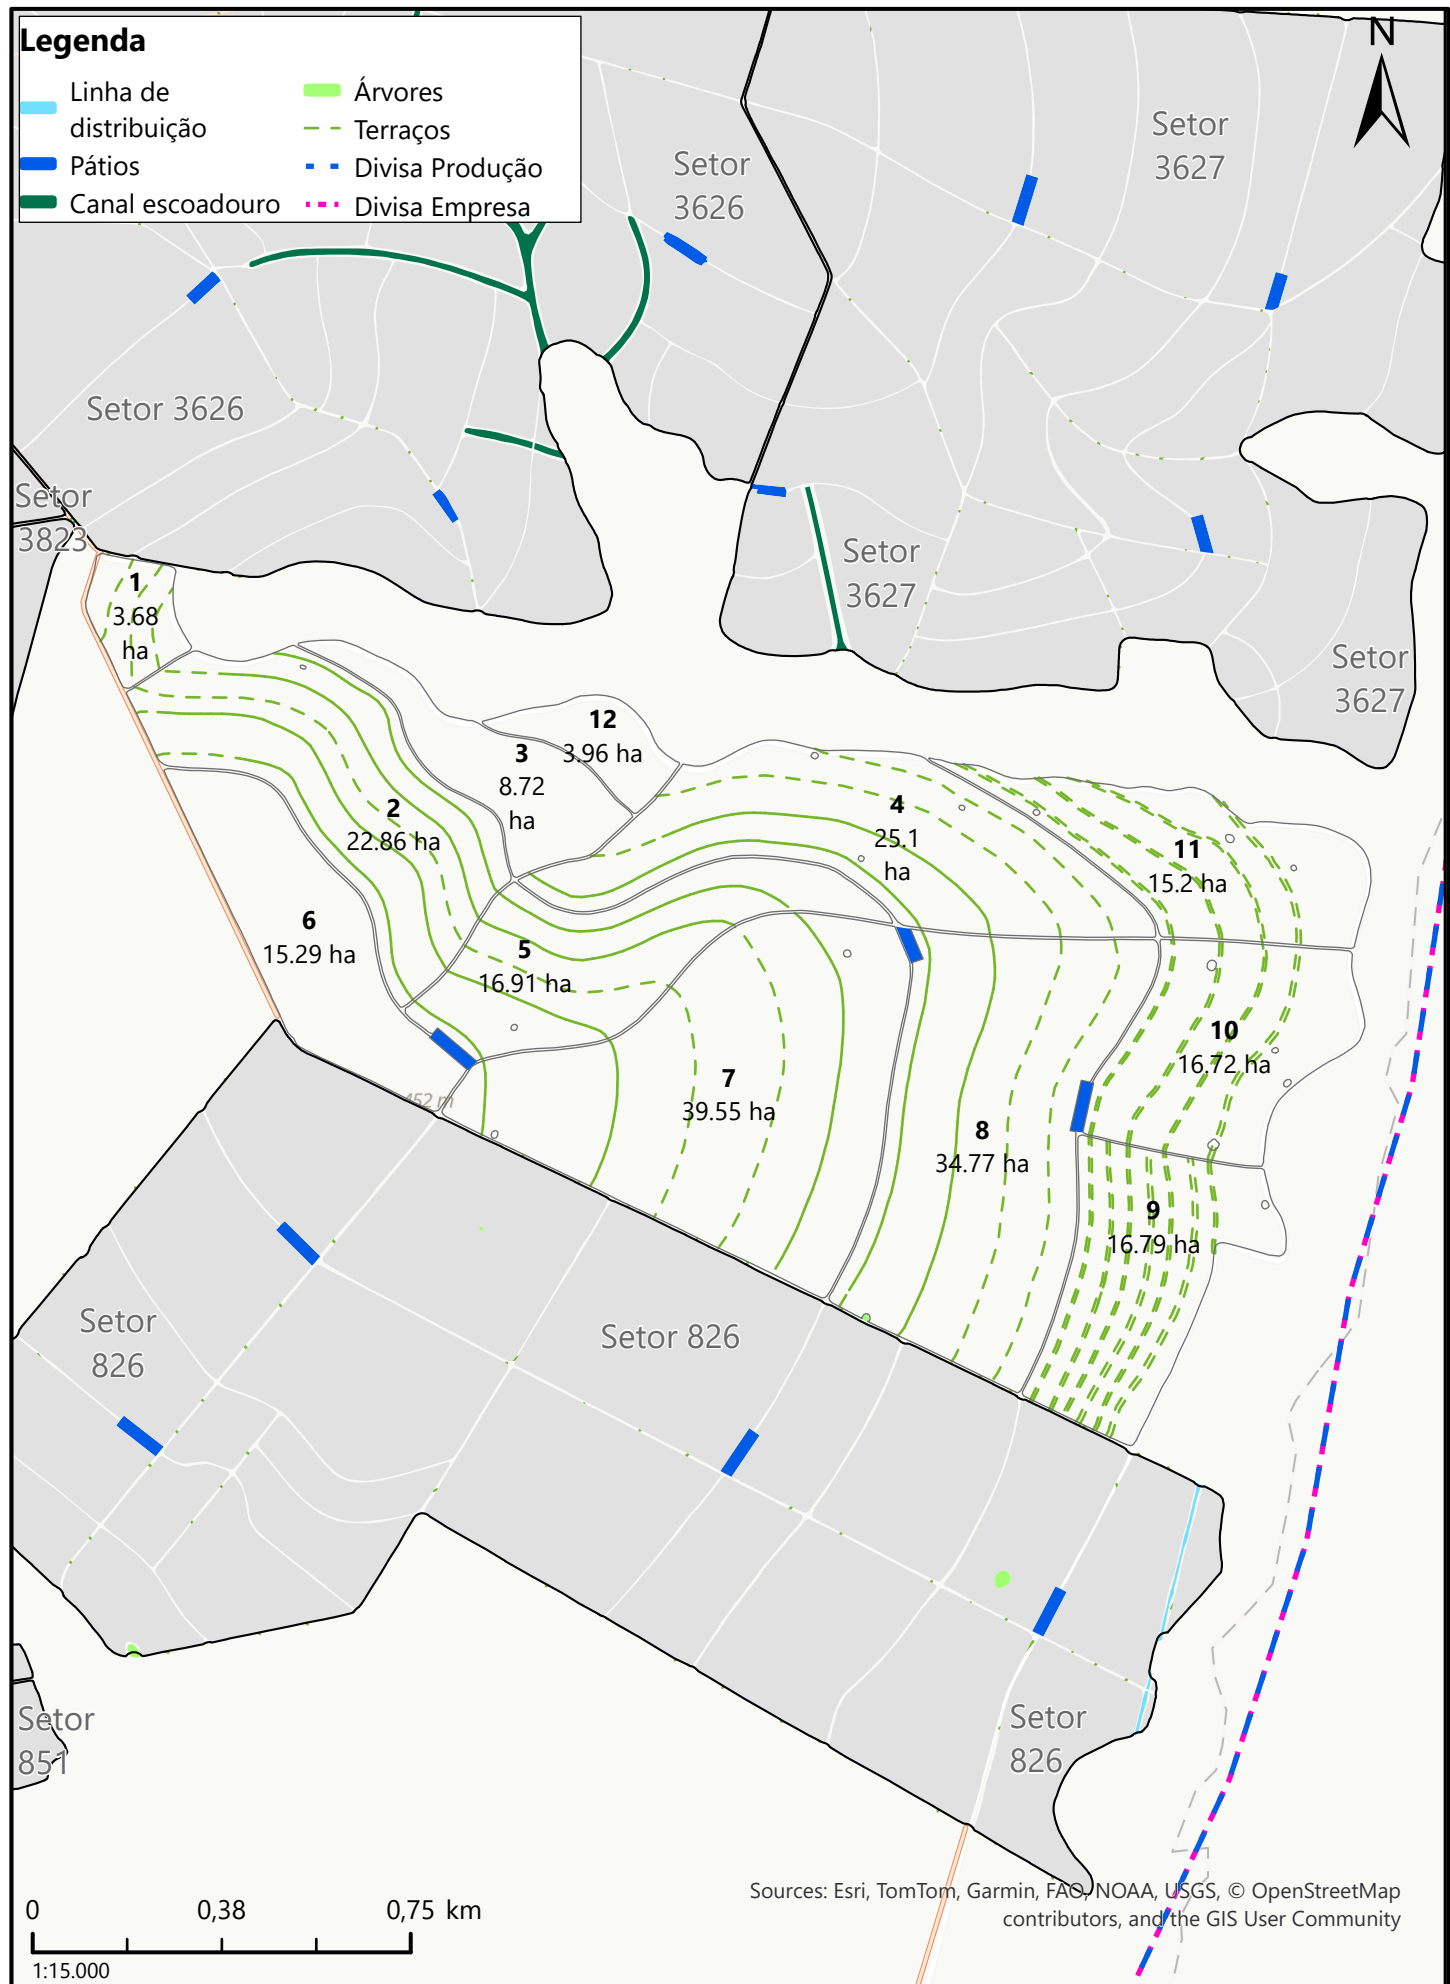 Legenda
Linha de
distribuição
Pátios
Canal escoadouro
Árvores
Terraços
Divisa Produção
Divisa Empresa
N
Setor
3626
Setor
3627
Setor 3626
Setor
3823
Setor
3627
Setor
3627
1
3.68
ha
12
3.96 ha
3
8.72
ha
2
22.86 ha
4
25.1
ha
11
15.2 ha
6
15.29 ha
5
16.91 ha
10
16.72 ha
7
39.55 ha
8
34.77 ha
452 m
9
16.79 ha
Setor
826
Setor 826
Setor
851
Setor
826
Sources: Esri, TomTom, Garmin, FAO, NOAA, USGS, © OpenStreetMap
contributors, and the GIS User Community
0 0,38 0,75 km
1:15.000